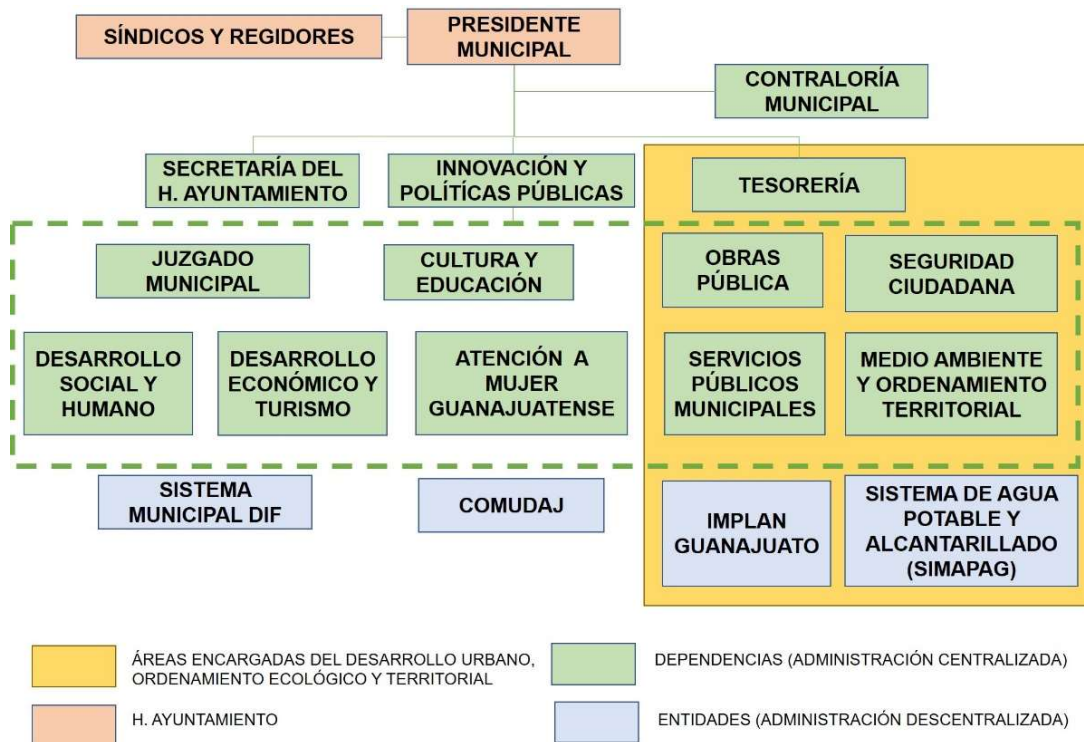 SÍNDICOS Y REGIDORES
PRESIDENTE
MUNICIPAL
CONTRALORÍA
MUNICIPAL
SECRETARÍA DEL
H. AYUNTAMIENTO
INNOVACIÓN Y
POLÍTÍCAS PÚBLICAS
TESORERÍA
JUZGADO
MUNICIPAL
CULTURA Y
EDUCACIÓN
OBRAS
PÚBLICA
SEGURIDAD
CIUDADANA
DESARROLLO
SOCIAL Y
HUMANO
DESARROLLO
ECONÓMICO Y
TURISMO
ATENCIÓN A
MUJER
GUANAJUATENSE
SERVICIOS
PÚBLICOS
MUNICIPALES
MEDIO AMBIENTE
Y ORDENAMIENTO
TERRITORIAL
SISTEMA
MUNICIPAL DIF
COMUDAJ
IMPLAN
GUANAJUATO
SISTEMA DE AGUA
POTABLE Y
ALCANTARILLADO
(SIMAPAG)
ÁREAS ENCARGADAS DEL DESARROLLO URBANO,
ORDENAMIENTO ECOLÓGICO Y TERRITORIAL
DEPENDENCIAS (ADMINISTRACIÓN CENTRALIZADA)
H. AYUNTAMIENTO
ENTIDADES (ADMINISTRACIÓN DESCENTRALIZADA)